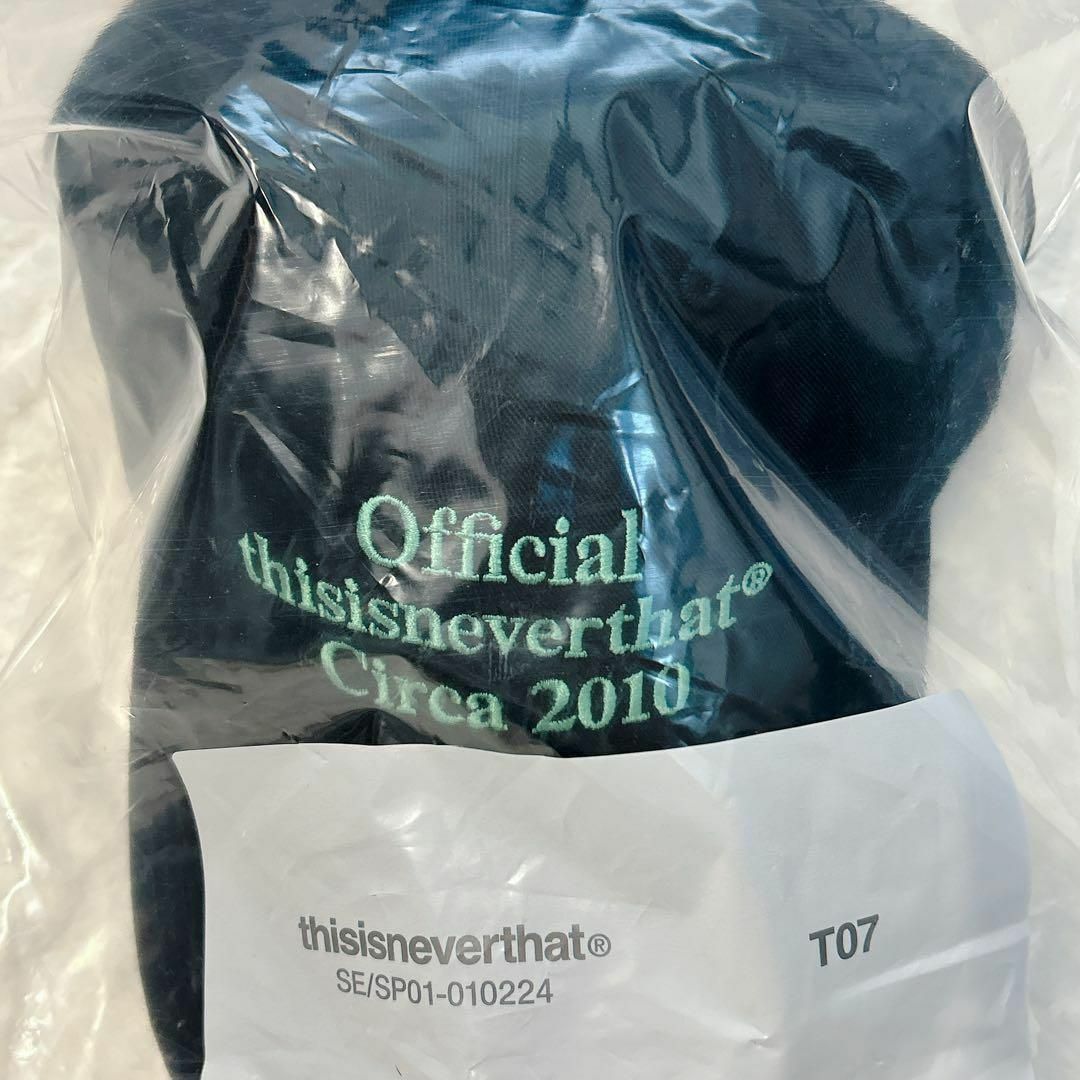 Official
thisisneverthat®
Circa 2010
thisisneverthat®
SE/SP01-010224
T07